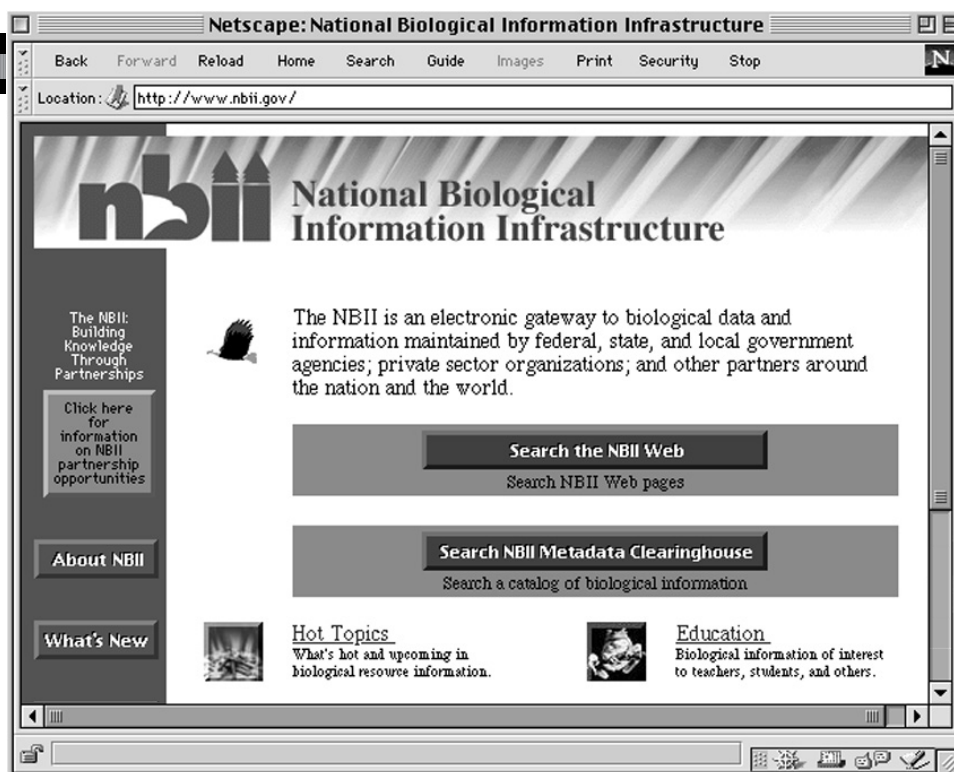 Netscape: National Biological Information Infrastructure
Back Forward Reload Home Search Guide Images Print Security Stop
N
Location: http://www.nbii.gov/
nbii
National Biological
Information Infrastructure
The NBII:
Building
Knowledge
Through
Partnerships
Click here
for
information
on NBII
partnership
opportunities
About NBII
What's New
The NBII is an electronic gateway to biological data and
information maintained by federal, state, and local government
agencies; private sector organizations; and other partners around
the nation and the world.
Search the NBII Web
Search NBII Web pages
Search NBII Metadata Clearinghouse
Search a catalog of biological information
Hot Topics
What's hot and upcoming in
biological resource information.
Education
Biological information of interest
to teachers, students, and others.